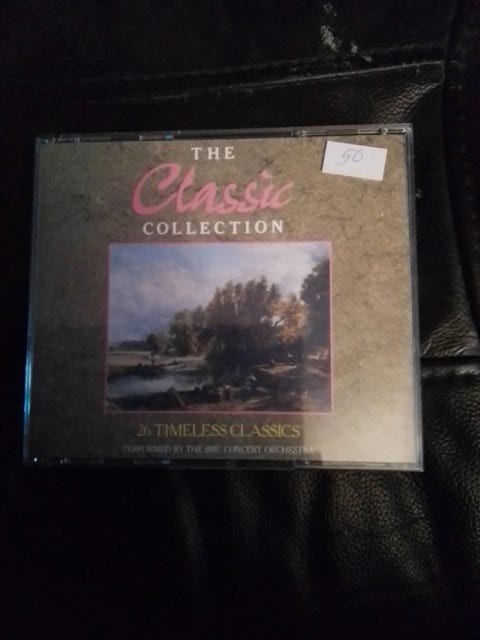 THE
Classic
COLLECTION
50
26 TIMELESS CLASSICS
PERFORMED BY THE BBC CONCERT ORCHESTRA